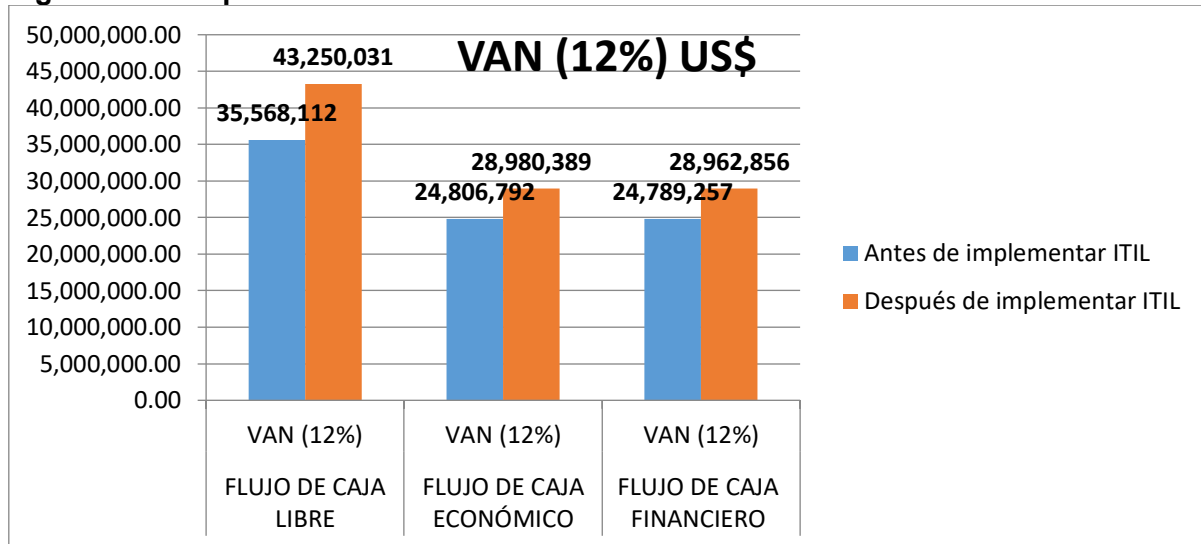 VAN (12%) US$
50,000,000.00
45,000,000.00
40,000,000.00
35,000,000.00
30,000,000.00
25,000,000.00
20,000,000.00
15,000,000.00
10,000,000.00
5,000,000.00
0.00
35,568,112
43,250,031
24,806,792
28,980,389
24,789,257
28,962,856
VAN (12%)
FLUJO DE CAJA
LIBRE
VAN (12%)
FLUJO DE CAJA
ECONÓMICO
VAN (12%)
FLUJO DE CAJA
FINANCIERO
Antes de implementar ITIL
Después de implementar ITIL